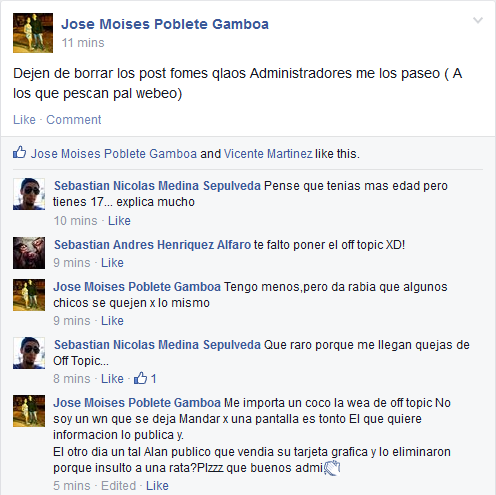 Jose Moises Poblete Gamboa
11 mins
Dejen de borrar los post fomes qlaos Administradores me los paseo ( A
los que pescan pal webeo)
Like · Comment
Jose Moises Poblete Gamboa and Vicente Martinez like this.
Sebastian Nicolas Medina Sepulveda Pense que tenias mas edad pero
tienes 17... explica mucho
10 mins · Like
Sebastian Andres Henriquez Alfaro te falto poner el off topic XD!
9 mins · Like
Jose Moises Poblete Gamboa Tengo menos,pero da rabia que algunos
chicos se quejen x lo mismo
9 mins · Like
Sebastian Nicolas Medina Sepulveda Que raro porque me llegan quejas de
Off Topic...
8 mins · Like · 1
Jose Moises Poblete Gamboa Me importa un coco la wea de off topic No
soy un wn que se deja Mandar x una pantalla es tonto El que quiere
informacion lo publica y.
El otro dia un tal Alan publico que vendia su tarjeta grafica y lo eliminaron
porque insulto a una rata?Plzzz que buenos admi
5 mins · Edited · Like